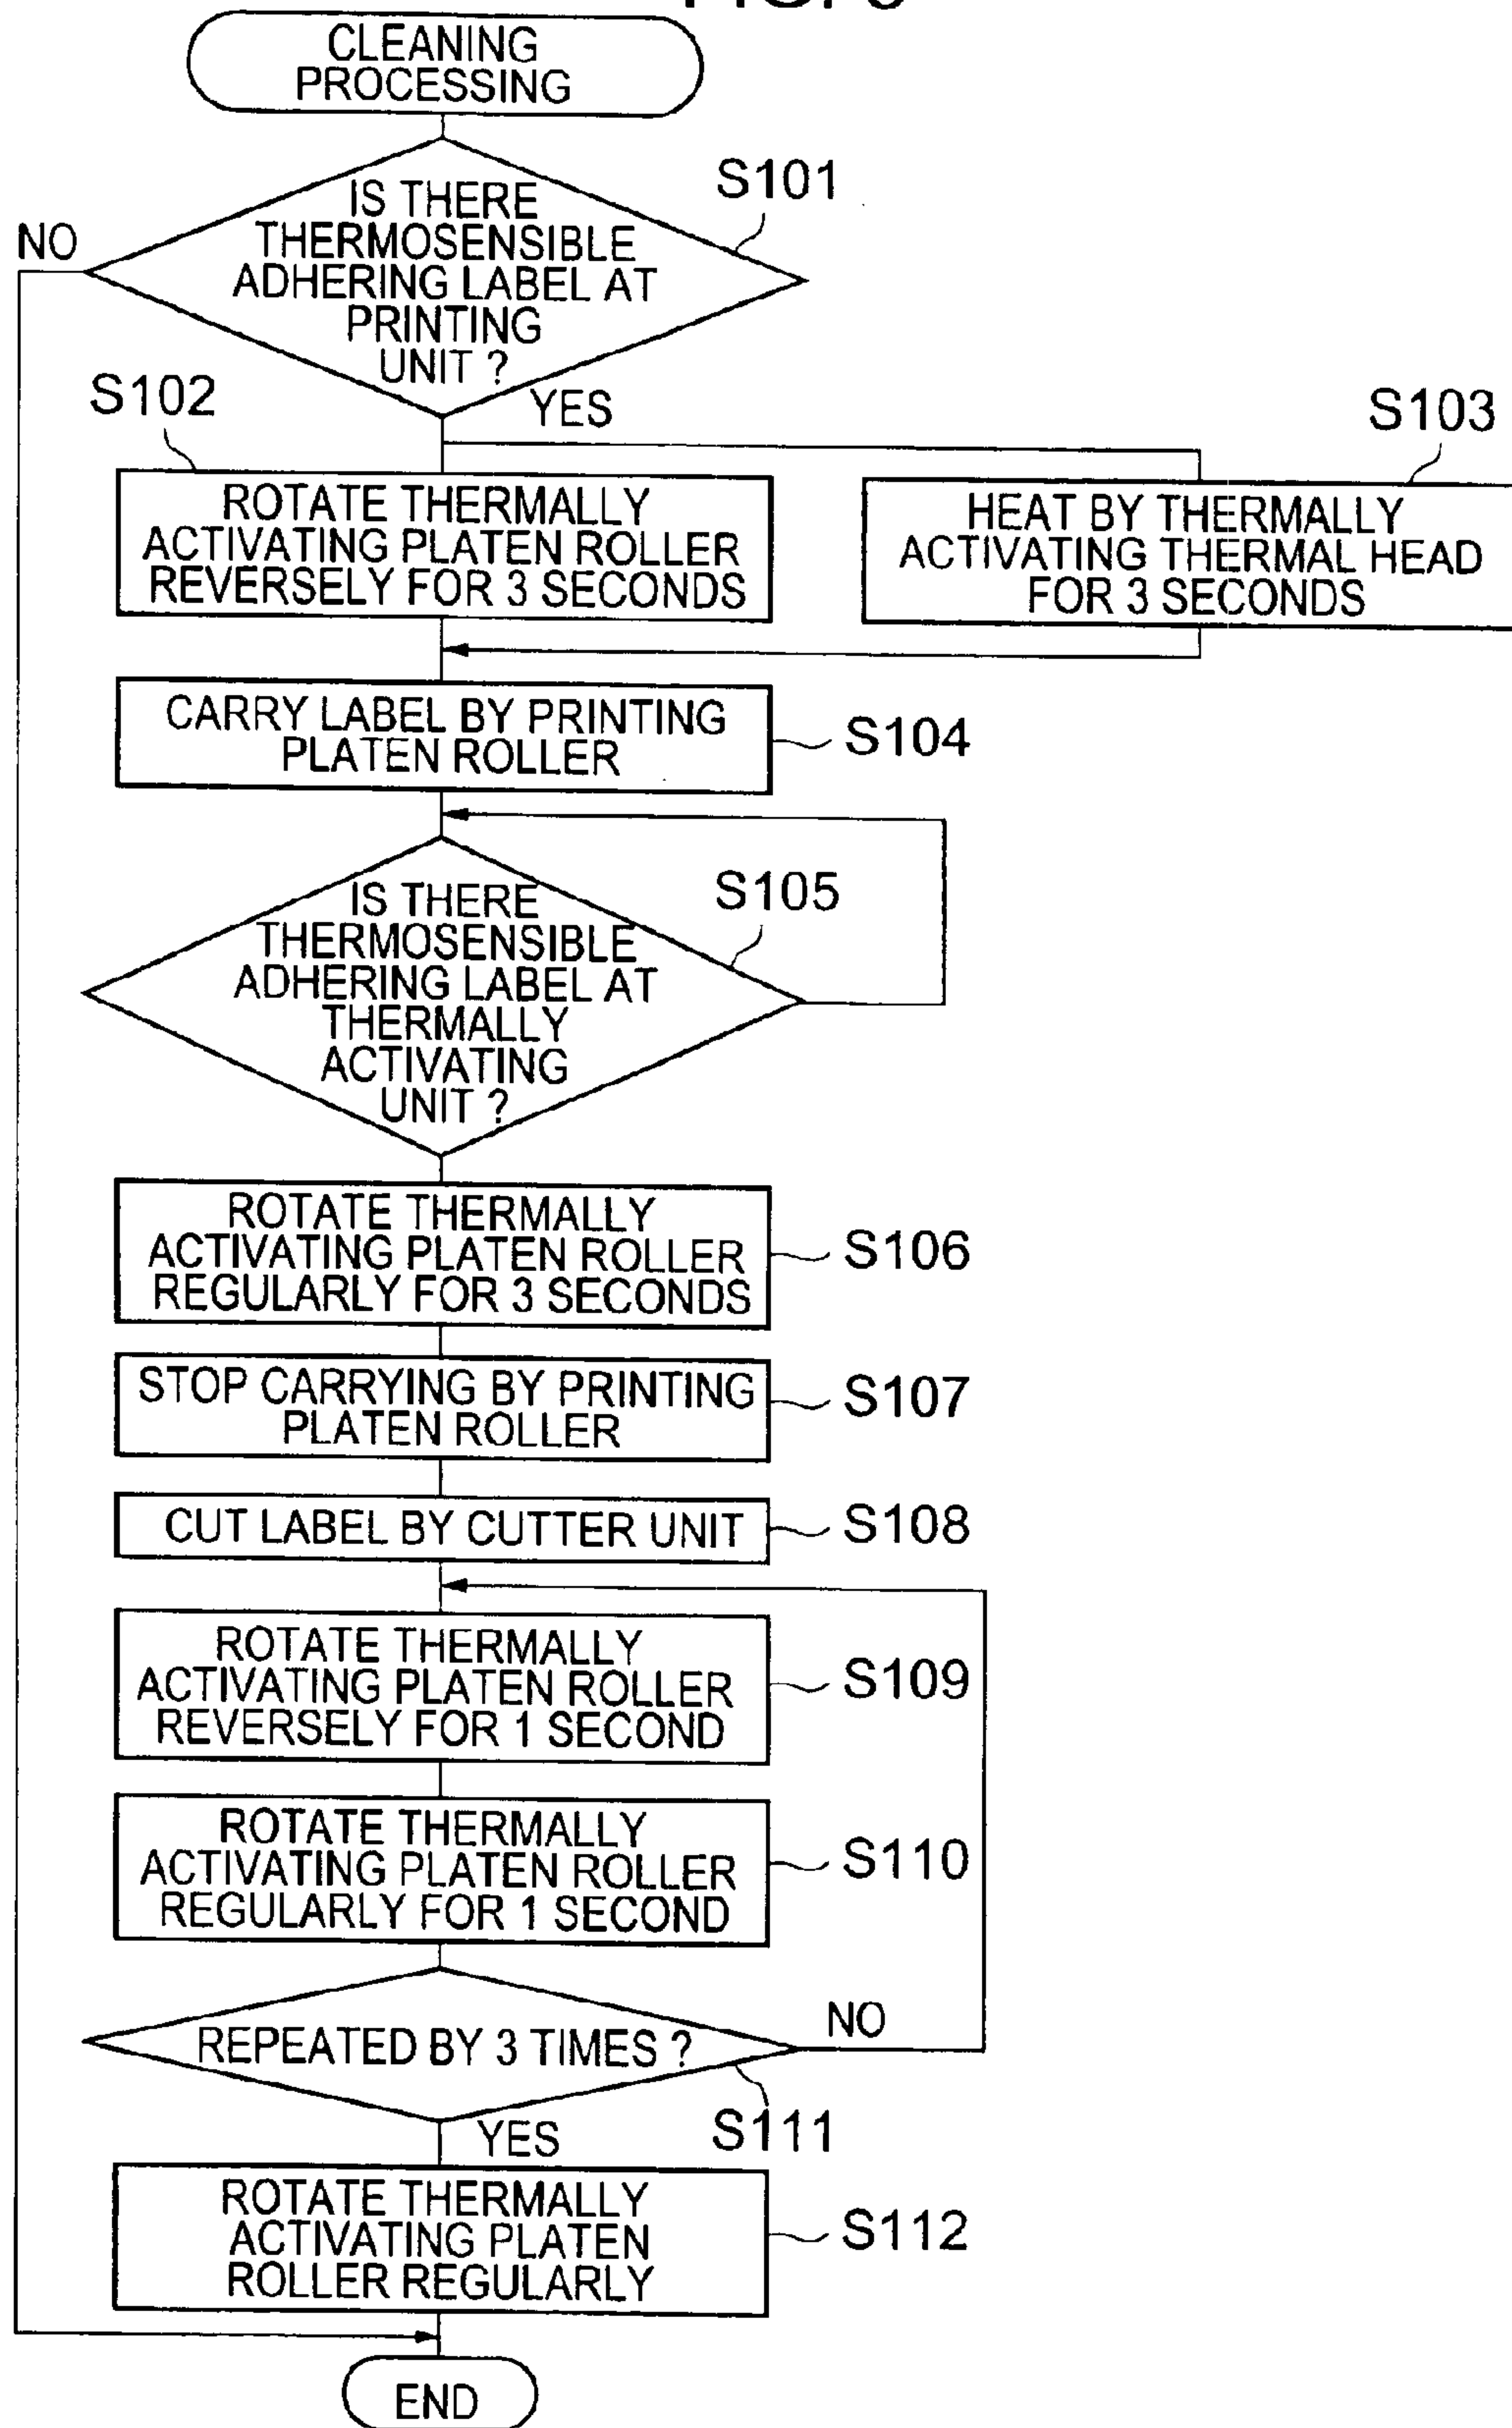 CLEANING
PROCESSING
S101
IS THERE
THERMOSENSIBLE
ADHERING LABEL AT
PRINTING
UNIT ?
NO
YES
S102
ROTATE THERMALLY
ACTIVATING PLATEN ROLLER
REVERSELY FOR 3 SECONDS
S103
HEAT BY THERMALLY
ACTIVATING THERMAL HEAD
FOR 3 SECONDS
CARRY LABEL BY PRINTING
PLATEN ROLLER
S104
S105
IS THERE
THERMOSENSIBLE
ADHERING LABEL AT
THERMALLY
ACTIVATING
UNIT ?
ROTATE THERMALLY
ACTIVATING PLATEN ROLLER
REGULARLY FOR 3 SECONDS
S106
STOP CARRYING BY PRINTING
PLATEN ROLLER
S107
CUT LABEL BY CUTTER UNIT
S108
ROTATE THERMALLY
ACTIVATING PLATEN ROLLER
REVERSELY FOR 1 SECOND
S109
ROTATE THERMALLY
ACTIVATING PLATEN ROLLER
REGULARLY FOR 1 SECOND
S110
REPEATED BY 3 TIMES ?
NO
S111
YES
ROTATE THERMALLY
ACTIVATING PLATEN
ROLLER REGULARLY
S112
END